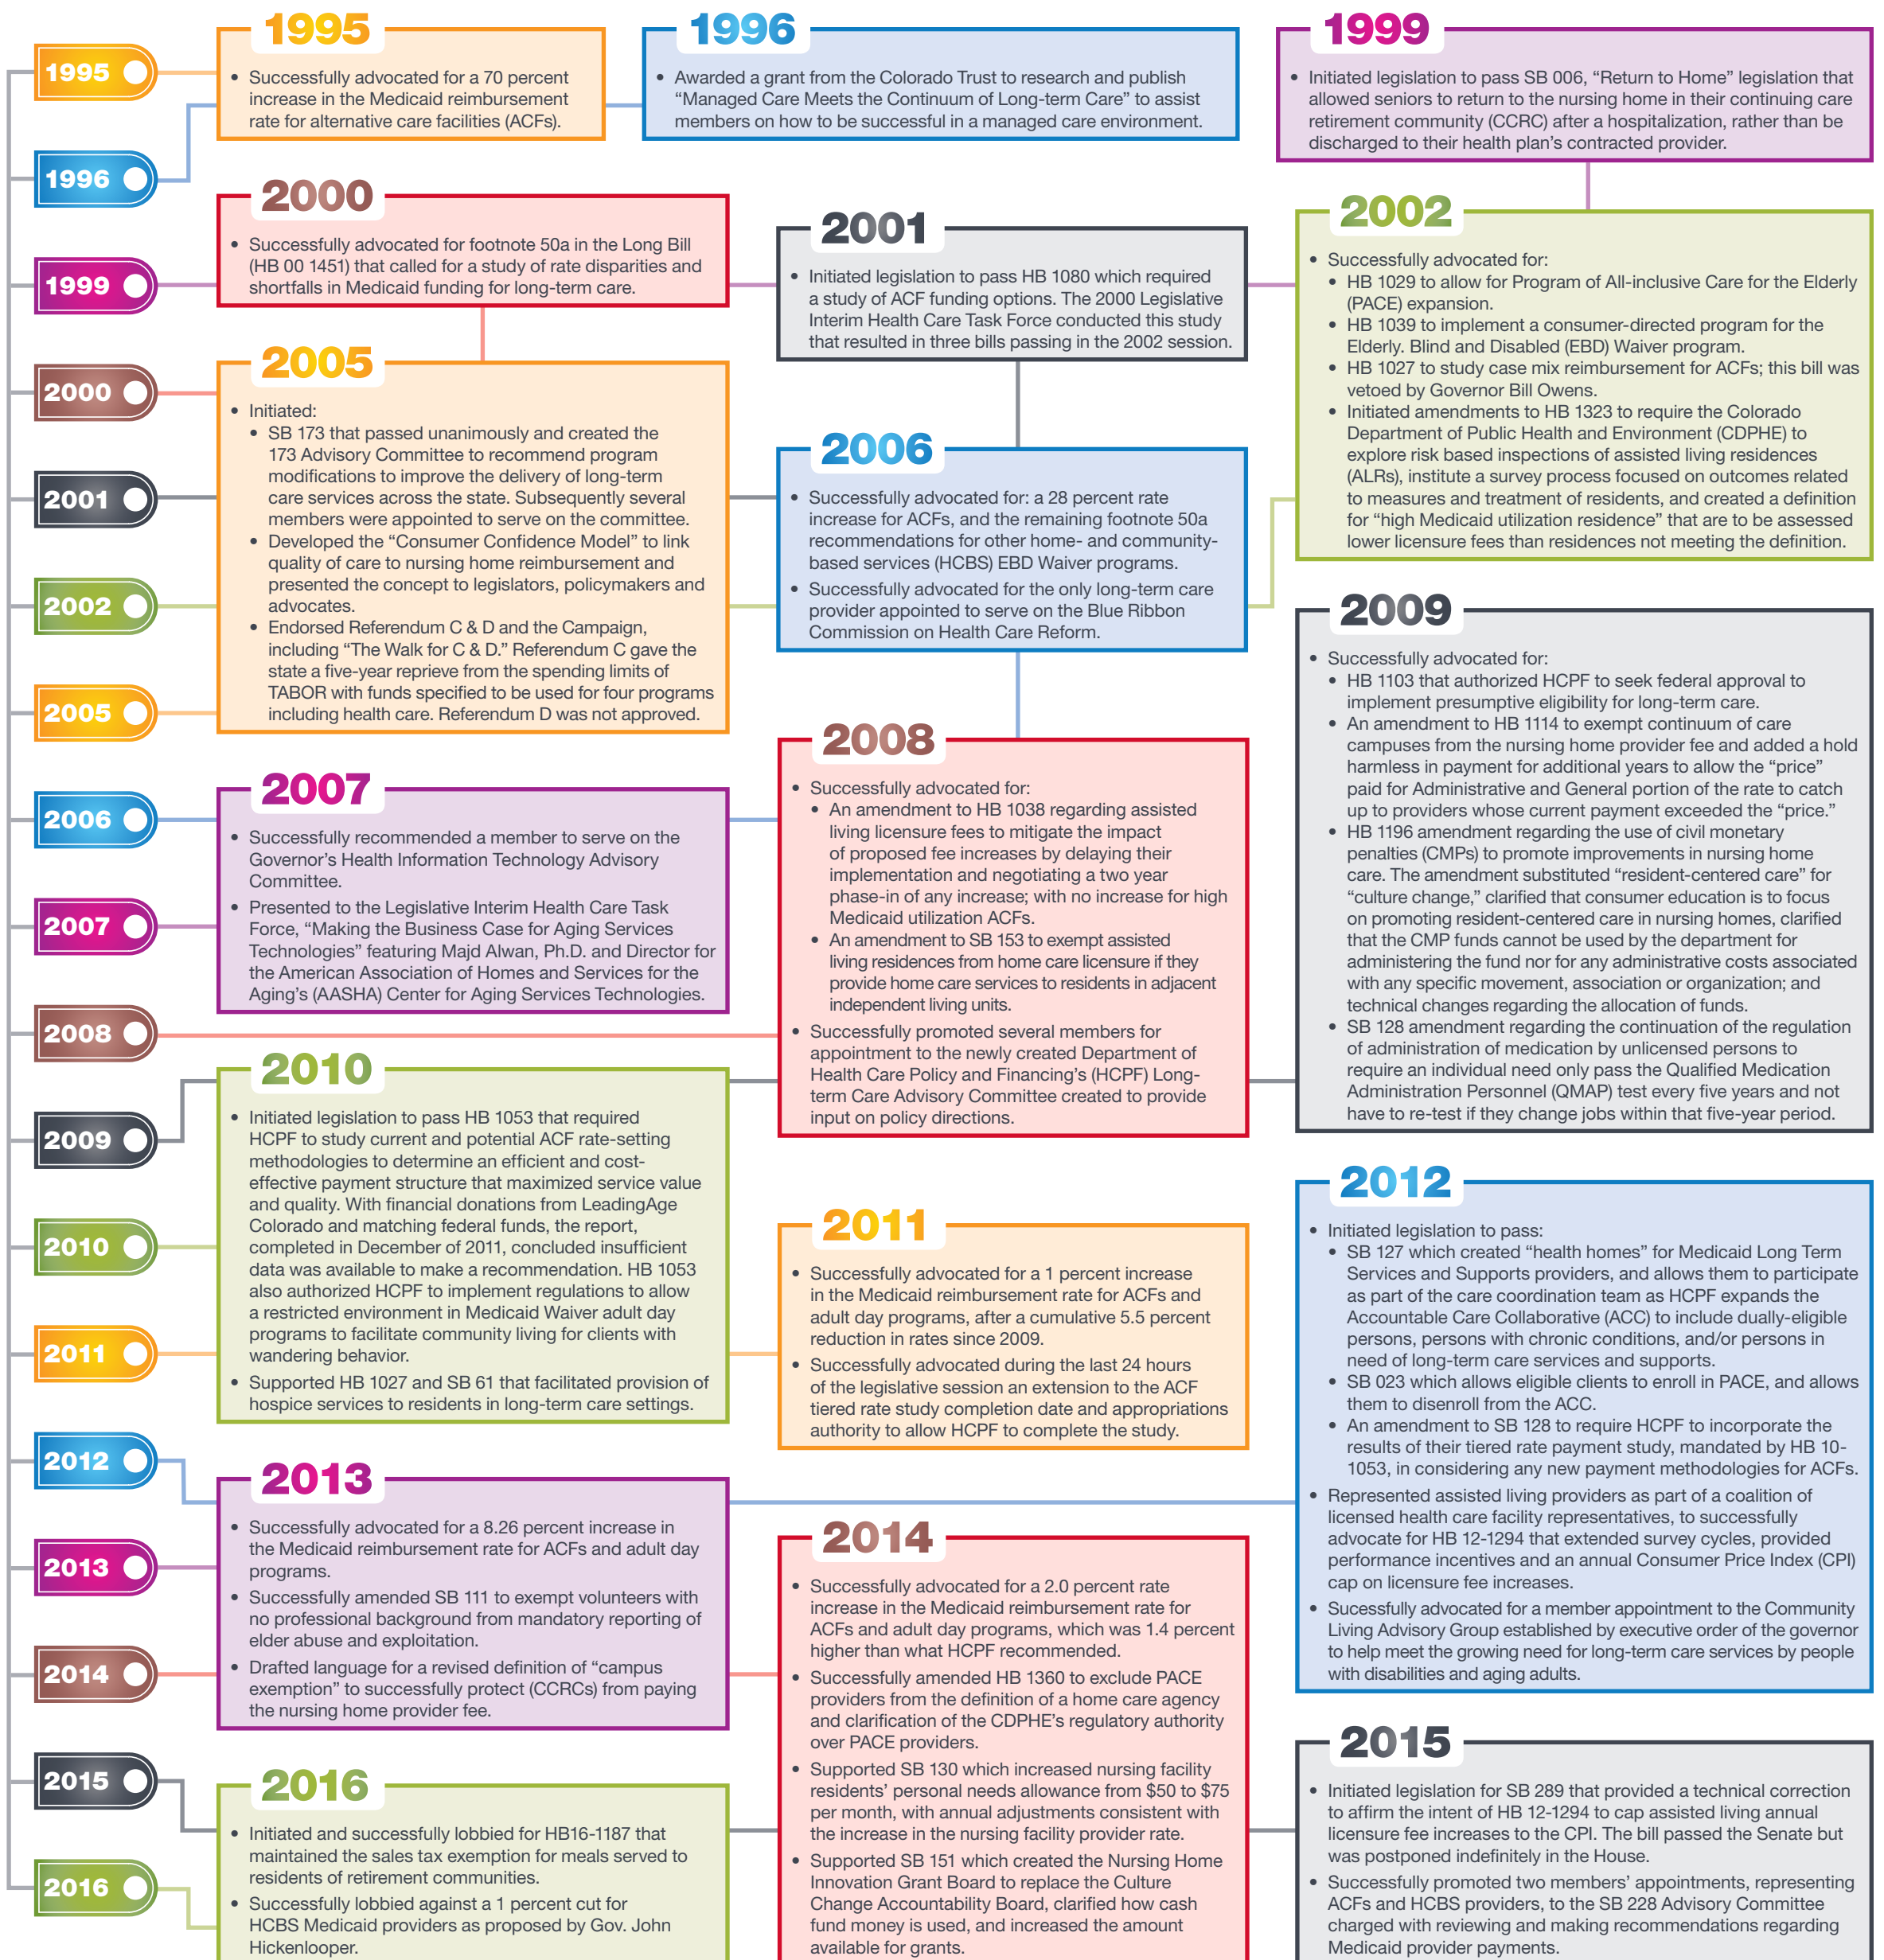 1995
1996
1999
2000
2001
2002
2005
2006
2007
2008
2009
2010
2011
2012
2013
2014
2015
2016
1995
• Successfully advocated for a 70 percent
increase in the Medicaid reimbursement
rate for alternative care facilities (ACFs).
1996
• Awarded a grant from the Colorado Trust to research and publish
“Managed Care Meets the Continuum of Long-term Care” to assist
members on how to be successful in a managed care environment.
1999
• Initiated legislation to pass SB 006, “Return to Home” legislation that
allowed seniors to return to the nursing home in their continuing care
retirement community (CCRC) after a hospitalization, rather than be
discharged to their health plan’s contracted provider.
2000
• Successfully advocated for footnote 50a in the Long Bill
(HB 00 1451) that called for a study of rate disparities and
shortfalls in Medicaid funding for long-term care.
2001
• Initiated legislation to pass HB 1080 which required
a study of ACF funding options. The 2000 Legislative
Interim Health Care Task Force conducted this study
that resulted in three bills passing in the 2002 session.
2002
• Successfully advocated for:
• HB 1029 to allow for Program of All-inclusive Care for the Elderly
(PACE) expansion.
• HB 1039 to implement a consumer-directed program for the
Elderly. Blind and Disabled (EBD) Waiver program.
• HB 1027 to study case mix reimbursement for ACFs; this bill was
vetoed by Governor Bill Owens.
• Initiated amendments to HB 1323 to require the Colorado
Department of Public Health and Environment (CDPHE) to
explore risk based inspections of assisted living residences
(ALRs), institute a survey process focused on outcomes related
to measures and treatment of residents, and created a definition
for “high Medicaid utilization residence” that are to be assessed
lower licensure fees than residences not meeting the definition.
2005
• Initiated:
• SB 173 that passed unanimously and created the
173 Advisory Committee to recommend program
modifications to improve the delivery of long-term
care services across the state. Subsequently several
members were appointed to serve on the committee.
• Developed the “Consumer Confidence Model” to link
quality of care to nursing home reimbursement and
presented the concept to legislators, policymakers and
advocates.
• Endorsed Referendum C & D and the Campaign,
including “The Walk for C & D.” Referendum C gave the
state a five-year reprieve from the spending limits of
TABOR with funds specified to be used for four programs
including health care. Referendum D was not approved.
2006
• Successfully advocated for: a 28 percent rate
increase for ACFs, and the remaining footnote 50a
recommendations for other home- and community-
based services (HCBS) EBD Waiver programs.
• Successfully advocated for the only long-term care
provider appointed to serve on the Blue Ribbon
Commission on Health Care Reform.
2007
• Successfully recommended a member to serve on the
Governor’s Health Information Technology Advisory
Committee.
• Presented to the Legislative Interim Health Care Task
Force, “Making the Business Case for Aging Services
Technologies” featuring Majd Alwan, Ph.D. and Director for
the American Association of Homes and Services for the
Aging’s (AASHA) Center for Aging Services Technologies.
2008
• Successfully advocated for:
• An amendment to HB 1038 regarding assisted
living licensure fees to mitigate the impact
of proposed fee increases by delaying their
implementation and negotiating a two year
phase-in of any increase; with no increase for high
Medicaid utilization ACFs.
• An amendment to SB 153 to exempt assisted
living residences from home care licensure if they
provide home care services to residents in adjacent
independent living units.
• Successfully promoted several members for
appointment to the newly created Department of
Health Care Policy and Financing’s (HCPF) Long-
term Care Advisory Committee created to provide
input on policy directions.
2009
• Successfully advocated for:
• HB 1103 that authorized HCPF to seek federal approval to
implement presumptive eligibility for long-term care.
• An amendment to HB 1114 to exempt continuum of care
campuses from the nursing home provider fee and added a hold
harmless in payment for additional years to allow the “price”
paid for Administrative and General portion of the rate to catch
up to providers whose current payment exceeded the “price.”
• HB 1196 amendment regarding the use of civil monetary
penalties (CMPs) to promote improvements in nursing home
care. The amendment substituted “resident-centered care” for
“culture change,” clarified that consumer education is to focus
on promoting resident-centered care in nursing homes, clarified
that the CMP funds cannot be used by the department for
administering the fund nor for any administrative costs associated
with any specific movement, association or organization; and
technical changes regarding the allocation of funds.
• SB 128 amendment regarding the continuation of the regulation
of administration of medication by unlicensed persons to
require an individual need only pass the Qualified Medication
Administration Personnel (QMAP) test every five years and not
have to re-test if they change jobs within that five-year period.
2010
• Initiated legislation to pass HB 1053 that required
HCPF to study current and potential ACF rate-setting
methodologies to determine an efficient and cost-
effective payment structure that maximized service value
and quality. With financial donations from LeadingAge
Colorado and matching federal funds, the report,
completed in December of 2011, concluded insufficient
data was available to make a recommendation. HB 1053
also authorized HCPF to implement regulations to allow
a restricted environment in Medicaid Waiver adult day
programs to facilitate community living for clients with
wandering behavior.
• Supported HB 1027 and SB 61 that facilitated provision of
hospice services to residents in long-term care settings.
2011
• Successfully advocated for a 1 percent increase
in the Medicaid reimbursement rate for ACFs and
adult day programs, after a cumulative 5.5 percent
reduction in rates since 2009.
• Successfully advocated during the last 24 hours
of the legislative session an extension to the ACF
tiered rate study completion date and appropriations
authority to allow HCPF to complete the study.
2012
• Initiated legislation to pass:
• SB 127 which created “health homes” for Medicaid Long Term
Services and Supports providers, and allows them to participate
as part of the care coordination team as HCPF expands the
Accountable Care Collaborative (ACC) to include dually-eligible
persons, persons with chronic conditions, and/or persons in
need of long-term care services and supports.
• SB 023 which allows eligible clients to enroll in PACE, and allows
them to disenroll from the ACC.
• An amendment to SB 128 to require HCPF to incorporate the
results of their tiered rate payment study, mandated by HB 10-
1053, in considering any new payment methodologies for ACFs.
• Represented assisted living providers as part of a coalition of
licensed health care facility representatives, to successfully
advocate for HB 12-1294 that extended survey cycles, provided
performance incentives and an annual Consumer Price Index (CPI)
cap on licensure fee increases.
• Sucessfully advocated for a member appointment to the Community
Living Advisory Group established by executive order of the governor
to help meet the growing need for long-term care services by people
with disabilities and aging adults.
2013
• Successfully advocated for a 8.26 percent increase in
the Medicaid reimbursement rate for ACFs and adult day
programs.
• Successfully amended SB 111 to exempt volunteers with
no professional background from mandatory reporting of
elder abuse and exploitation.
• Drafted language for a revised definition of “campus
exemption” to successfully protect (CCRCs) from paying
the nursing home provider fee.
2014
• Successfully advocated for a 2.0 percent rate
increase in the Medicaid reimbursement rate for
ACFs and adult day programs, which was 1.4 percent
higher than what HCPF recommended.
• Successfully amended HB 1360 to exclude PACE
providers from the definition of a home care agency
and clarification of the CDPHE’s regulatory authority
over PACE providers.
• Supported SB 130 which increased nursing facility
residents’ personal needs allowance from $50 to $75
per month, with annual adjustments consistent with
the increase in the nursing facility provider rate.
• Supported SB 151 which created the Nursing Home
Innovation Grant Board to replace the Culture
Change Accountability Board, clarified how cash
fund money is used, and increased the amount
available for grants.
2015
• Initiated legislation for SB 289 that provided a technical correction
to affirm the intent of HB 12-1294 to cap assisted living annual
licensure fee increases to the CPI. The bill passed the Senate but
was postponed indefinitely in the House.
• Successfully promoted two members’ appointments, representing
ACFs and HCBS providers, to the SB 228 Advisory Committee
charged with reviewing and making recommendations regarding
Medicaid provider payments.
2016
• Initiated and successfully lobbied for HB16-1187 that
maintained the sales tax exemption for meals served to
residents of retirement communities.
• Successfully lobbied against a 1 percent cut for
HCBS Medicaid providers as proposed by Gov. John
Hickenlooper.